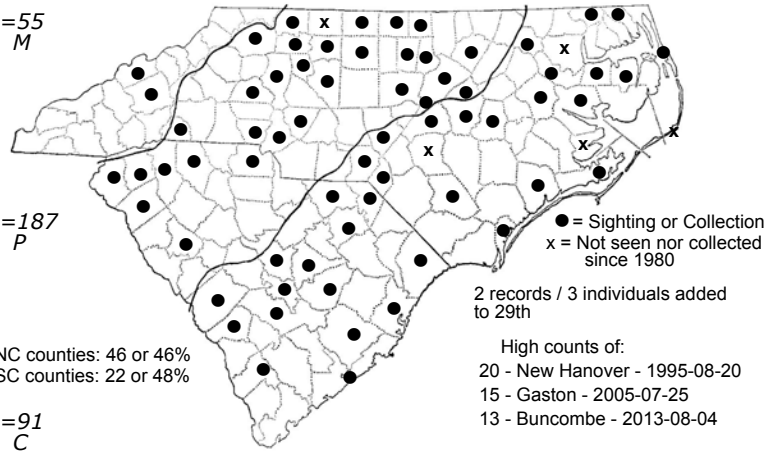 =55
M
x
x
x
x
x
=187
P
● = Sighting or Collection
x = Not seen nor collected
since 1980
2 records / 3 individuals added
to 29th
NC counties: 46 or 46%
SC counties: 22 or 48%
High counts of:
20 - New Hanover - 1995-08-20
15 - Gaston - 2005-07-25
13 - Buncombe - 2013-08-04
=91
C